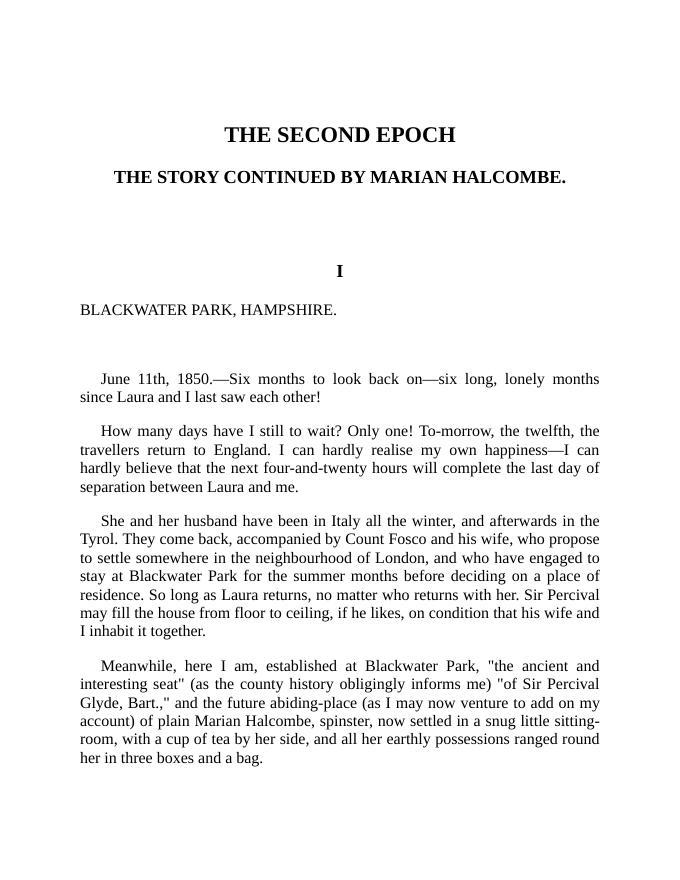 THE SECOND EPOCH
THE STORY CONTINUED BY MARIAN HALCOMBE.
I
BLACKWATER PARK, HAMPSHIRE.
June 11th, 1850.—Six months to look back on—six long, lonely months
since Laura and I last saw each other!
How many days have I still to wait? Only one! To-morrow, the twelfth, the
travellers return to England. I can hardly realise my own happiness—I can
hardly believe that the next four-and-twenty hours will complete the last day of
separation between Laura and me.
She and her husband have been in Italy all the winter, and afterwards in the
Tyrol. They come back, accompanied by Count Fosco and his wife, who propose
to settle somewhere in the neighbourhood of London, and who have engaged to
stay at Blackwater Park for the summer months before deciding on a place of
residence. So long as Laura returns, no matter who returns with her. Sir Percival
may fill the house from floor to ceiling, if he likes, on condition that his wife and
I inhabit it together.
Meanwhile, here I am, established at Blackwater Park, "the ancient and
interesting seat" (as the county history obligingly informs me) "of Sir Percival
Glyde, Bart.," and the future abiding-place (as I may now venture to add on my
account) of plain Marian Halcombe, spinster, now settled in a snug little sitting-
room, with a cup of tea by her side, and all her earthly possessions ranged round
her in three boxes and a bag.